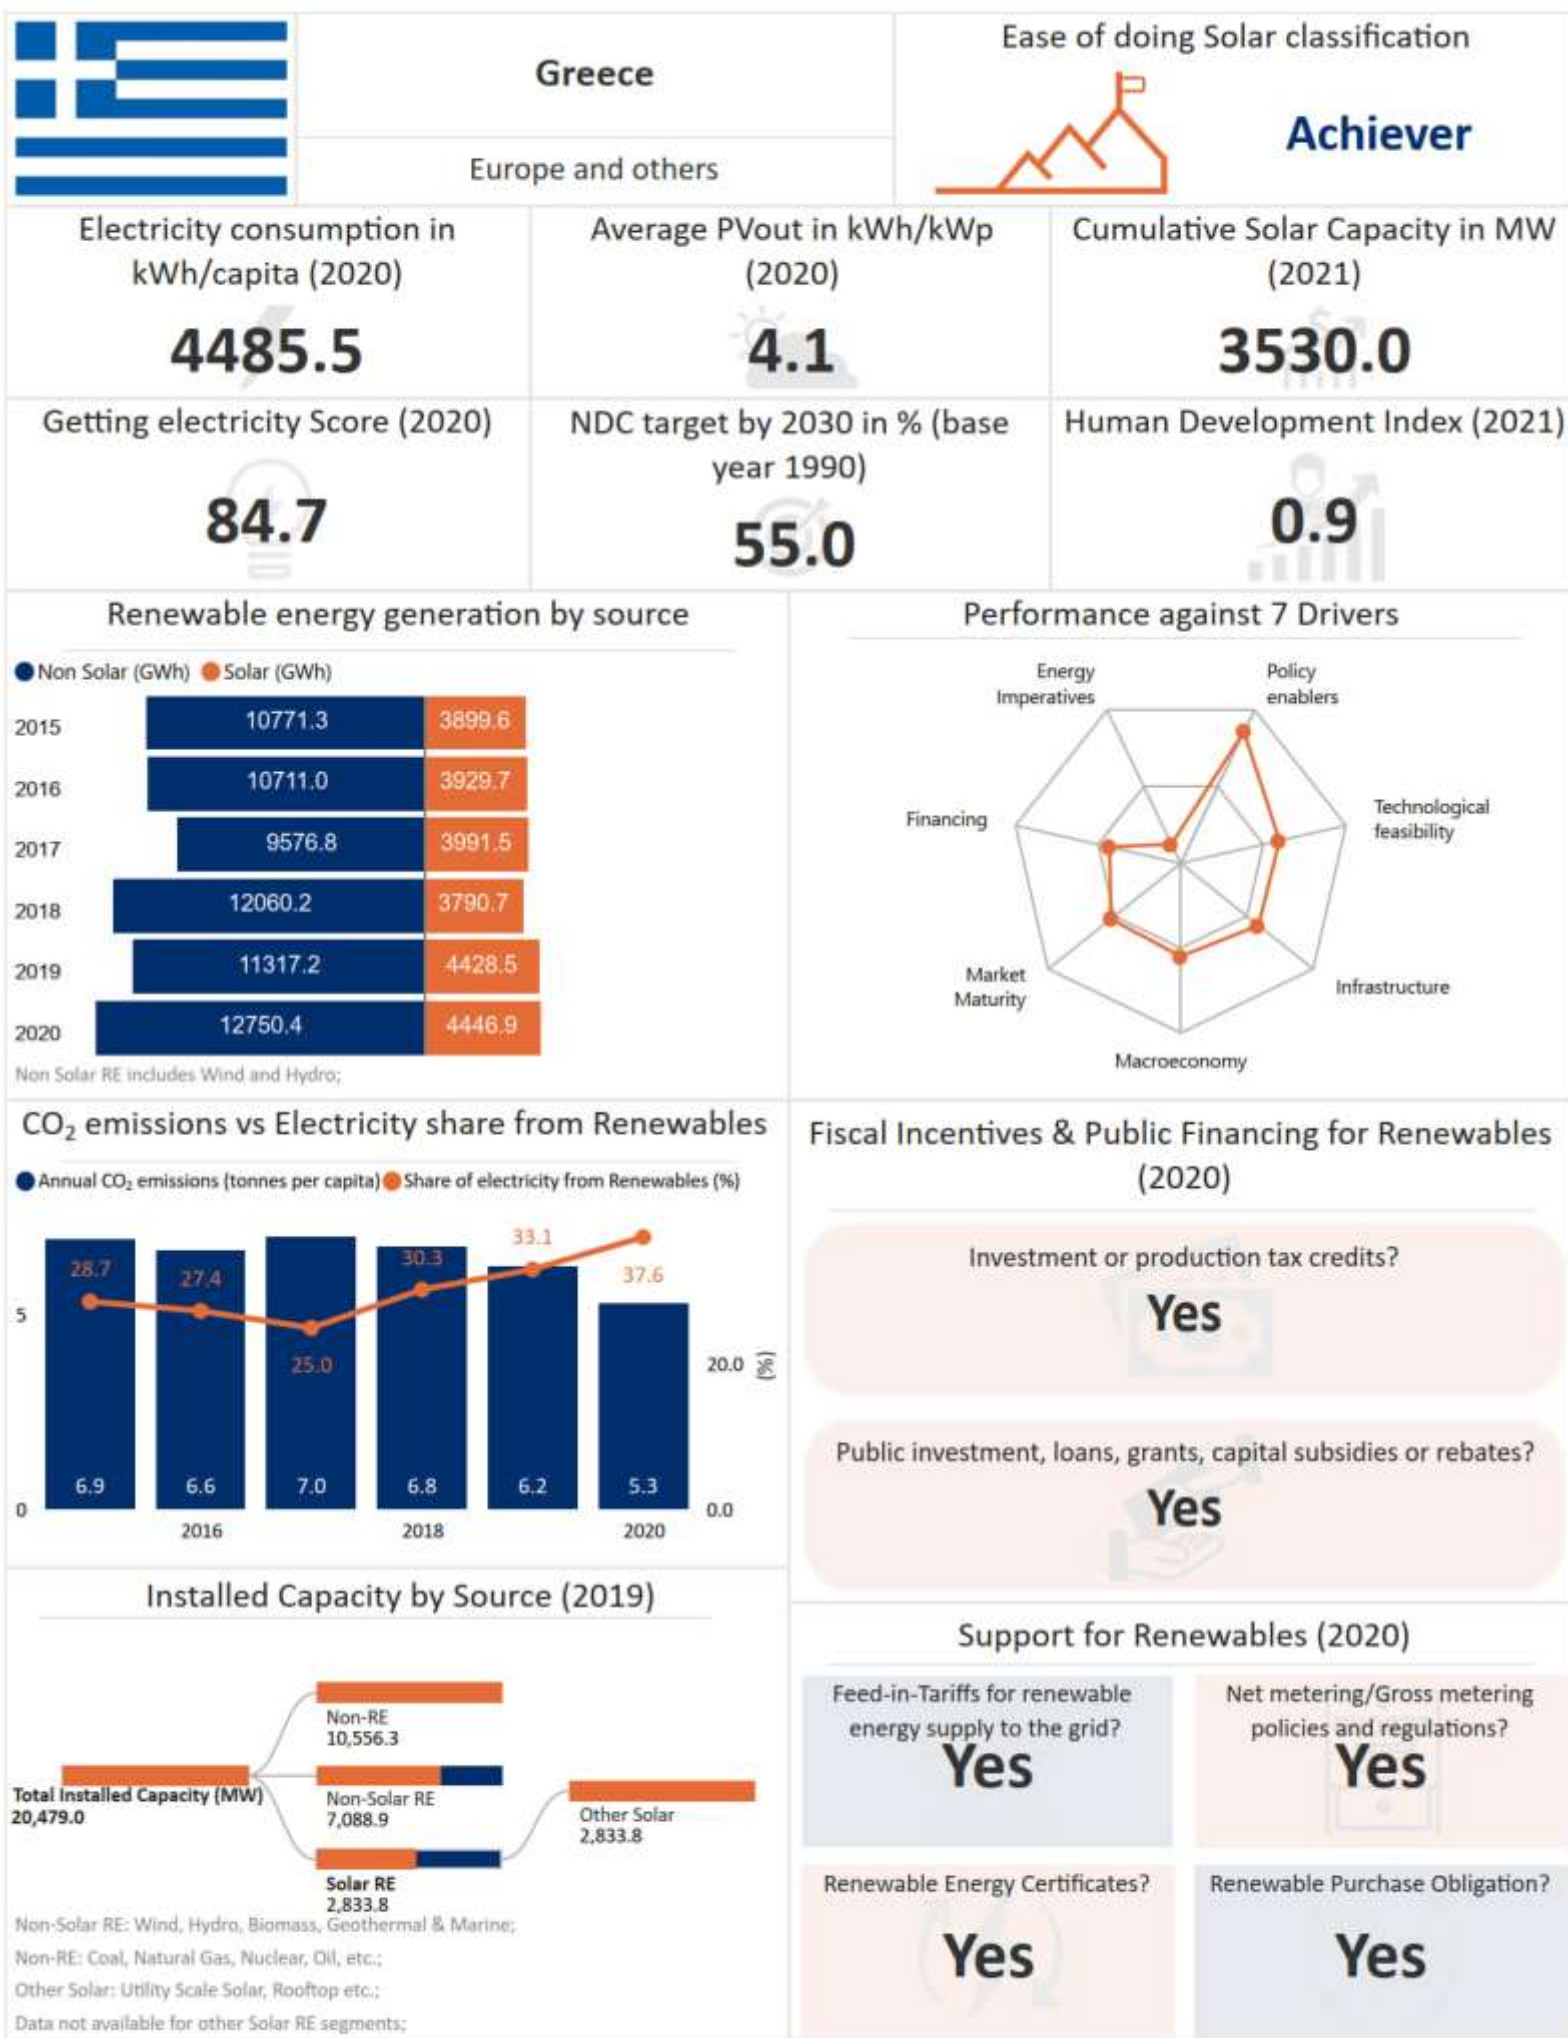 Greece
Europe and others
Ease of doing Solar classification
Achiever
Electricity consumption in
kWh/capita (2020)
4485.5
Average PVout in kWh/kWp
(2020)
4.1
Cumulative Solar Capacity in MW
(2021)
3530.0
Getting electricity Score (2020)
84.7
NDC target by 2030 in % (base
year 1990)
55.0
Human Development Index (2021)
0.9
Renewable energy generation by source
Non Solar (GWh) Solar (GWh)
2015 10771.3 3899.6
2016 10711.0 3929.7
2017 9576.8 3991.5
2018 12060.2 3790.7
2019 11317.2 4428.5
2020 12750.4 4446.9
Non Solar RE includes Wind and Hydro;
Performance against 7 Drivers
Energy
Imperatives
Policy
enablers
Financing
Technological
feasibility
Market
Maturity
Infrastructure
Macroeconomy
CO₂ emissions vs Electricity share from Renewables
Annual CO₂ emissions (tonnes per capita) Share of electricity from Renewables (%)
28.7 27.4 25.0 30.3 33.1 37.6
5
20.0 (%)
6.9 6.6 7.0 6.8 6.2 5.3
0 0.0
2016 2018 2020
Fiscal Incentives & Public Financing for Renewables
(2020)
Investment or production tax credits?
Yes
Public investment, loans, grants, capital subsidies or rebates?
Yes
Installed Capacity by Source (2019)
Total Installed Capacity (MW)
20,479.0
Non-RE
10,556.3
Non-Solar RE
7,088.9
Solar RE
2,833.8
Other Solar
2,833.8
Non-Solar RE: Wind, Hydro, Biomass, Geothermal & Marine;
Non-RE: Coal, Natural Gas, Nuclear, Oil, etc.;
Other Solar: Utility Scale Solar, Rooftop etc.;
Data not available for other Solar RE segments;
Support for Renewables (2020)
Feed-in-Tariffs for renewable
energy supply to the grid?
Yes
Net metering/Gross metering
policies and regulations?
Yes
Renewable Energy Certificates?
Yes
Renewable Purchase Obligation?
Yes